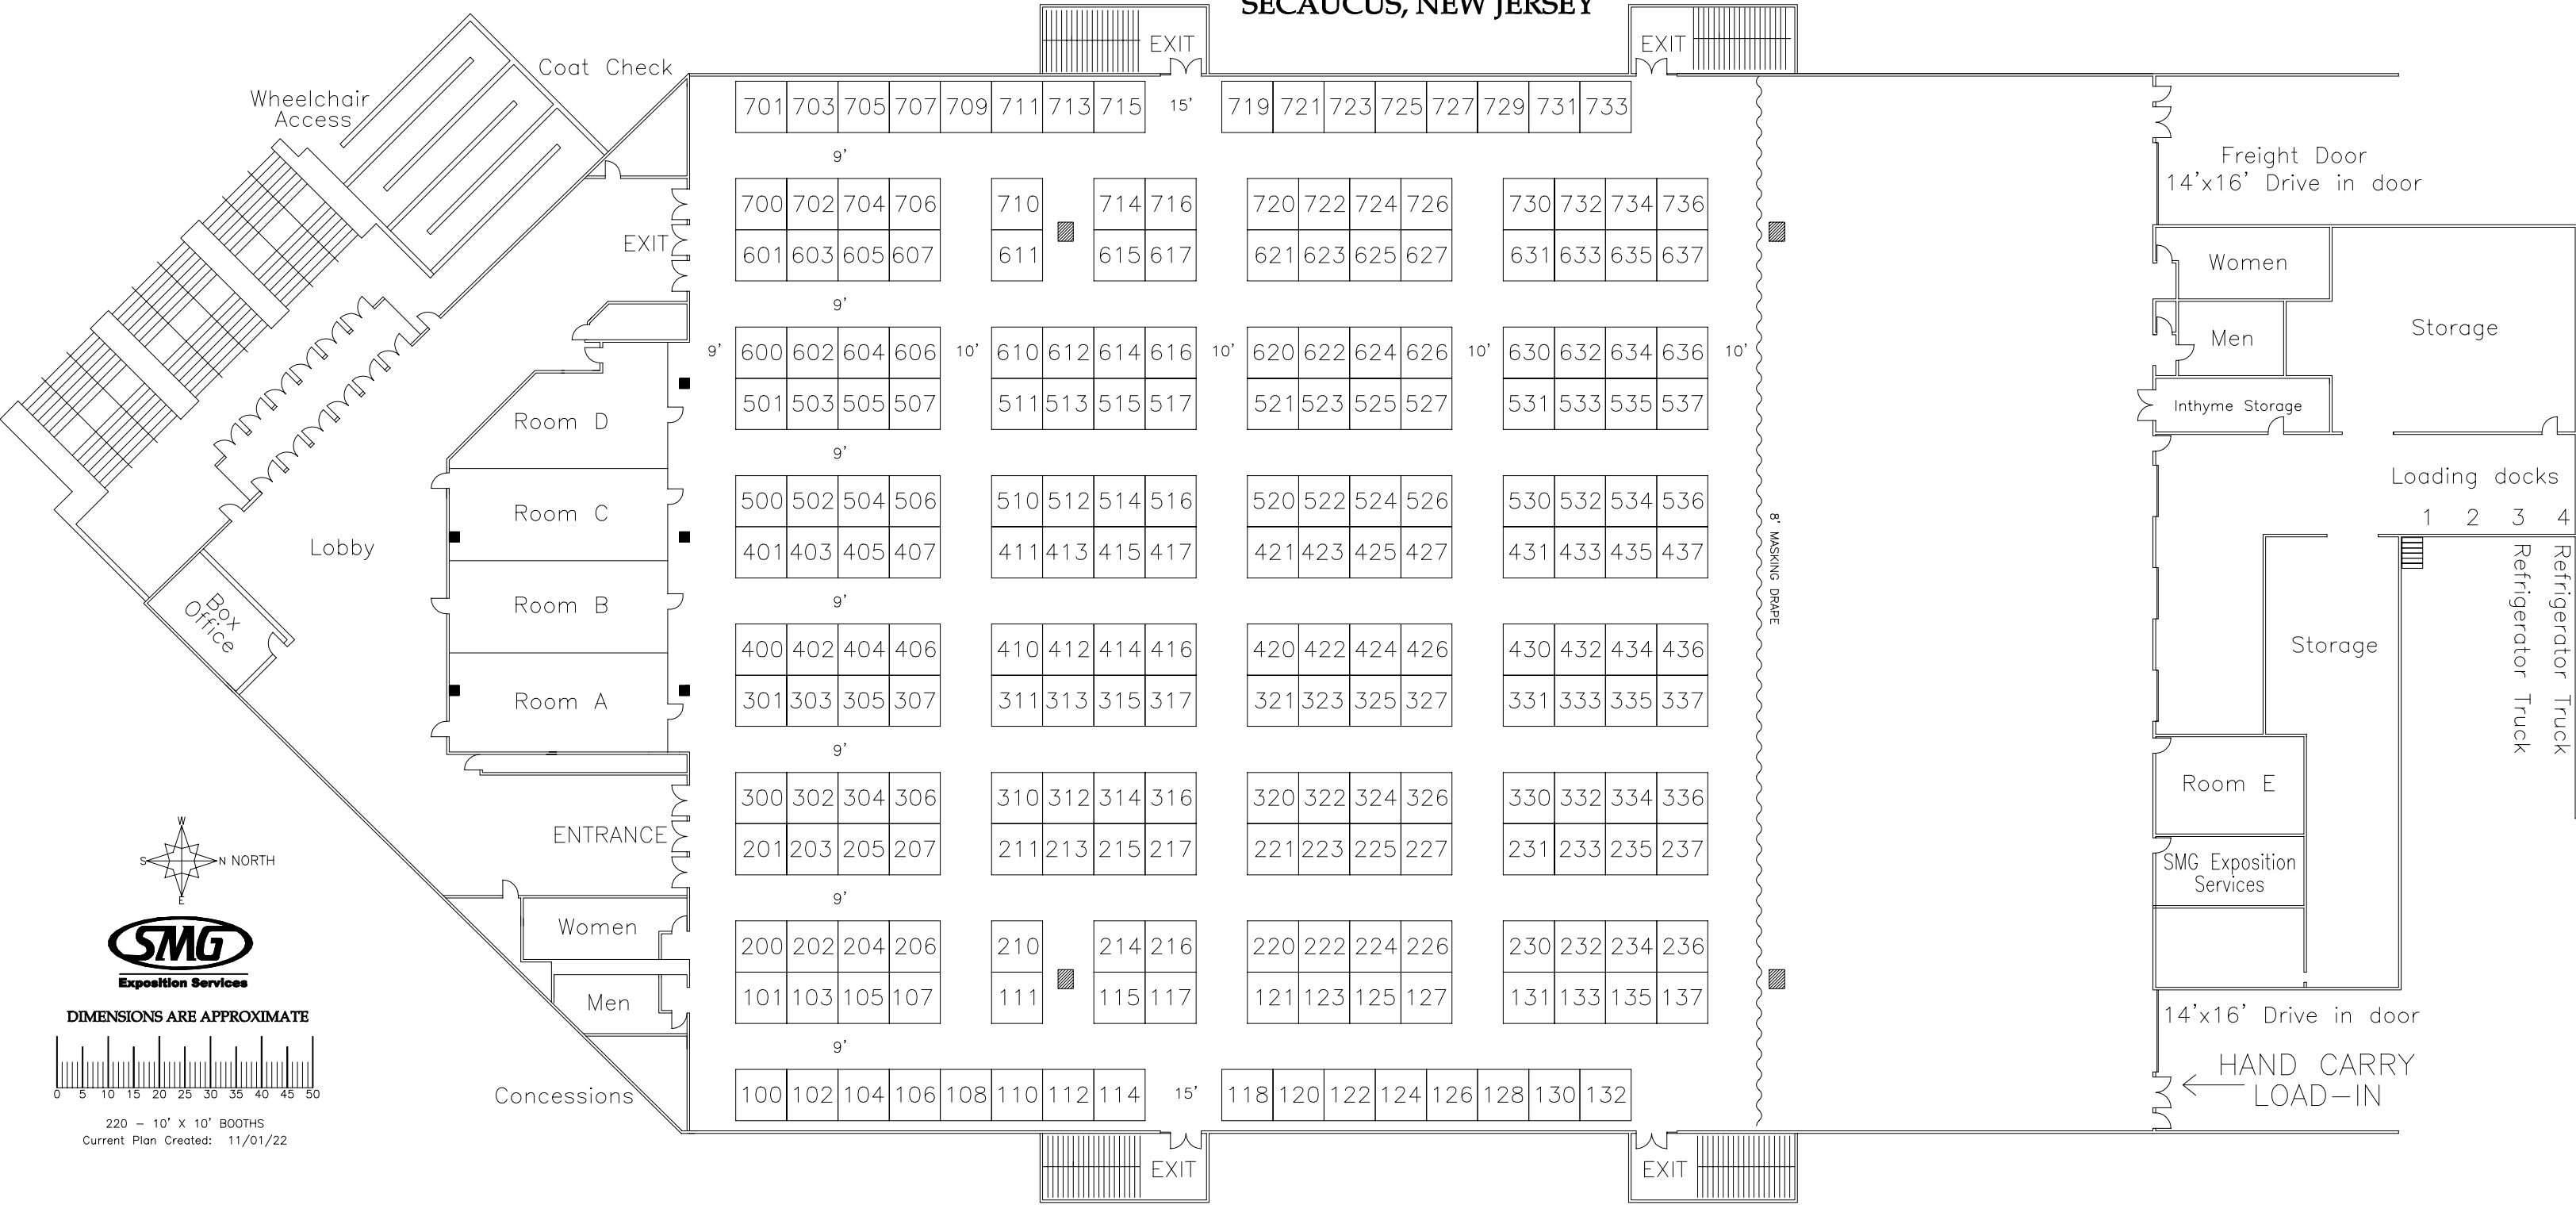 SECAUCUS, NEW JERSEY
EXIT
EXIT
Coat Check
Wheelchair
Access
701 703 705 707 709 711 713 715 15' 719 721 723 725 727 729 731 733
9'
Freight Door
14'x16' Drive in door
700 702 704 706 710 714 716 720 722 724 726 730 732 734 736
EXIT
601 603 605 607 611 615 617 621 623 625 627 631 633 635 637
Women
9'
Storage
Men
9' 600 602 604 606 10' 610 612 614 616 10' 620 622 624 626 10' 630 632 634 636 10'
501 503 505 507 511 513 515 517 521 523 525 527 531 533 535 537
Inthyme Storage
Room D
9'
Loading docks
1 2 3 4
500 502 504 506 510 512 514 516 520 522 524 526 530 532 534 536
Room C
401 403 405 407 411 413 415 417 421 423 425 427 431 433 435 437
Lobby
8' MASKING DRAPE
Refrigerator Truck
Refrigerator Truck
9'
Room B
Box
Office
Storage
400 402 404 406 410 412 414 416 420 422 424 426 430 432 434 436
301 303 305 307 311 313 315 317 321 323 325 327 331 333 335 337
Room A
9'
300 302 304 306 310 312 314 316 320 322 324 326 330 332 334 336
Room E
ENTRANCE
201 203 205 207 211 213 215 217 221 223 225 227 231 233 235 237
W
S N NORTH
E
SMG Exposition
Services
9'
Women
200 202 204 206 210 214 216 220 222 224 226 230 232 234 236
SMG
Exposition Services
Men
101 103 105 107 111 115 117 121 123 125 127 131 133 135 137
DIMENSIONS ARE APPROXIMATE
14'x16' Drive in door
9'
HAND CARRY
LOAD-IN
0 5 10 15 20 25 30 35 40 45 50
Concessions
100 102 104 106 108 110 112 114 15' 118 120 122 124 126 128 130 132
220 - 10' X 10' BOOTHS
Current Plan Created: 11/01/22
EXIT
EXIT